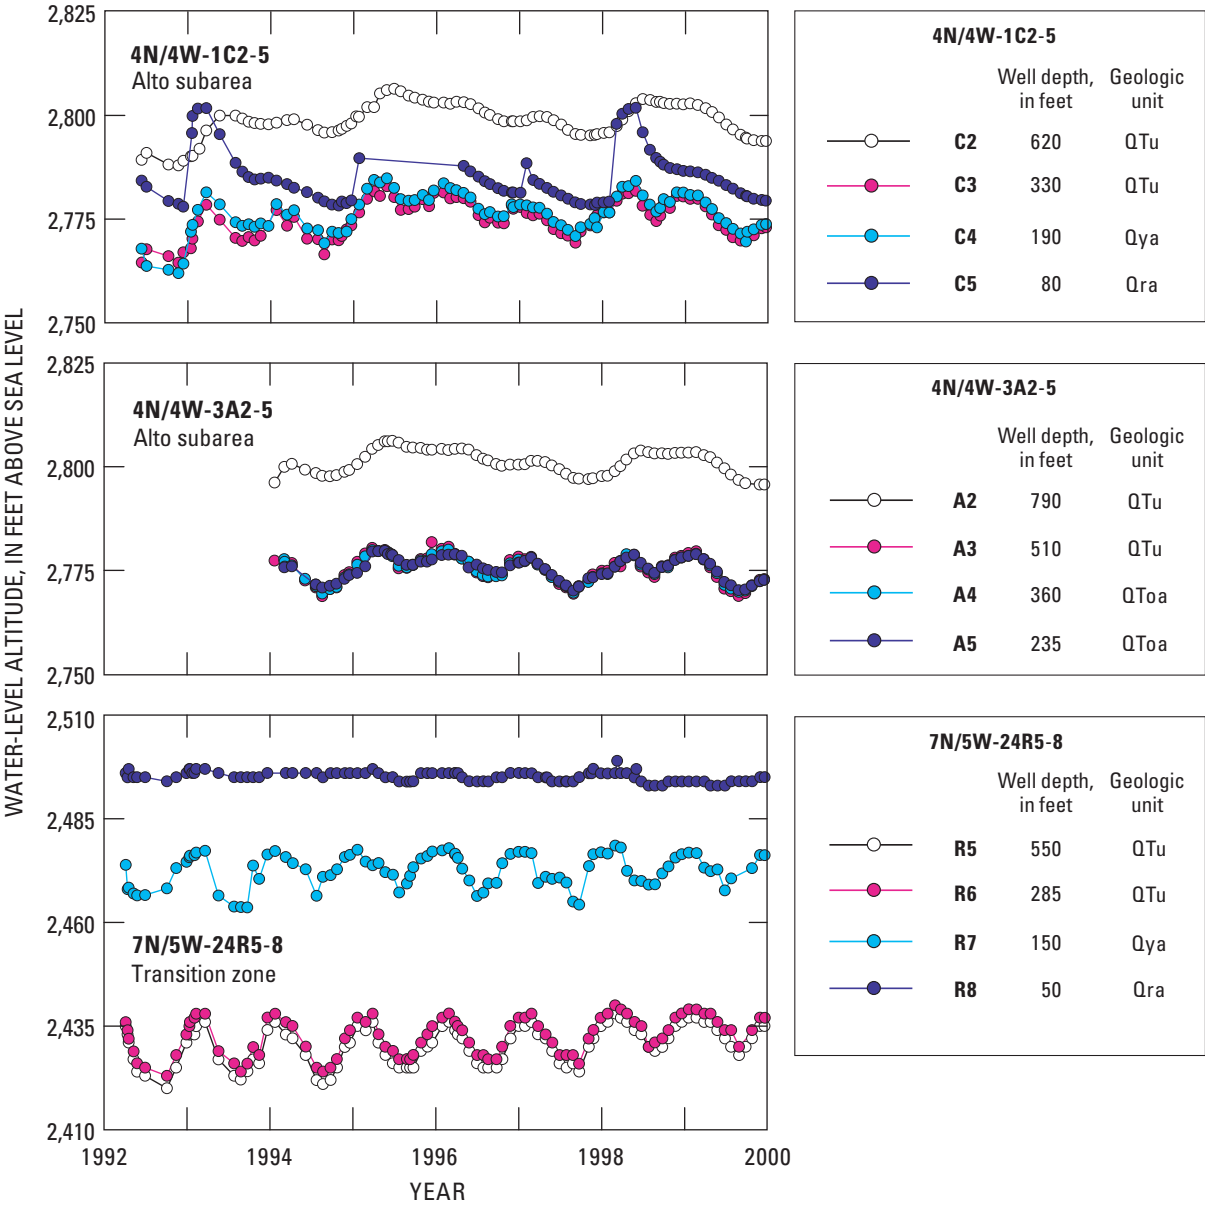 WATER-LEVEL ALTITUDE, IN FEET ABOVE SEA LEVEL
2,825
2,800
2,775
2,750
4N/4W-1C2-5
Alto subarea
4N/4W-1C2-5
Well depth, Geologic
in feet unit
C2 620 QTu
C3 330 QTu
C4 190 Qya
C5 80 Qra
2,825
2,800
2,775
2,750
4N/4W-3A2-5
Alto subarea
4N/4W-3A2-5
Well depth, Geologic
in feet unit
A2 790 QTu
A3 510 QTu
A4 360 QToa
A5 235 QToa
2,510
2,485
2,460
2,435
2,410
7N/5W-24R5-8
Transition zone
7N/5W-24R5-8
Well depth, Geologic
in feet unit
R5 550 QTu
R6 285 QTu
R7 150 Qya
R8 50 Qra
1992 1994 1996 1998 2000
YEAR